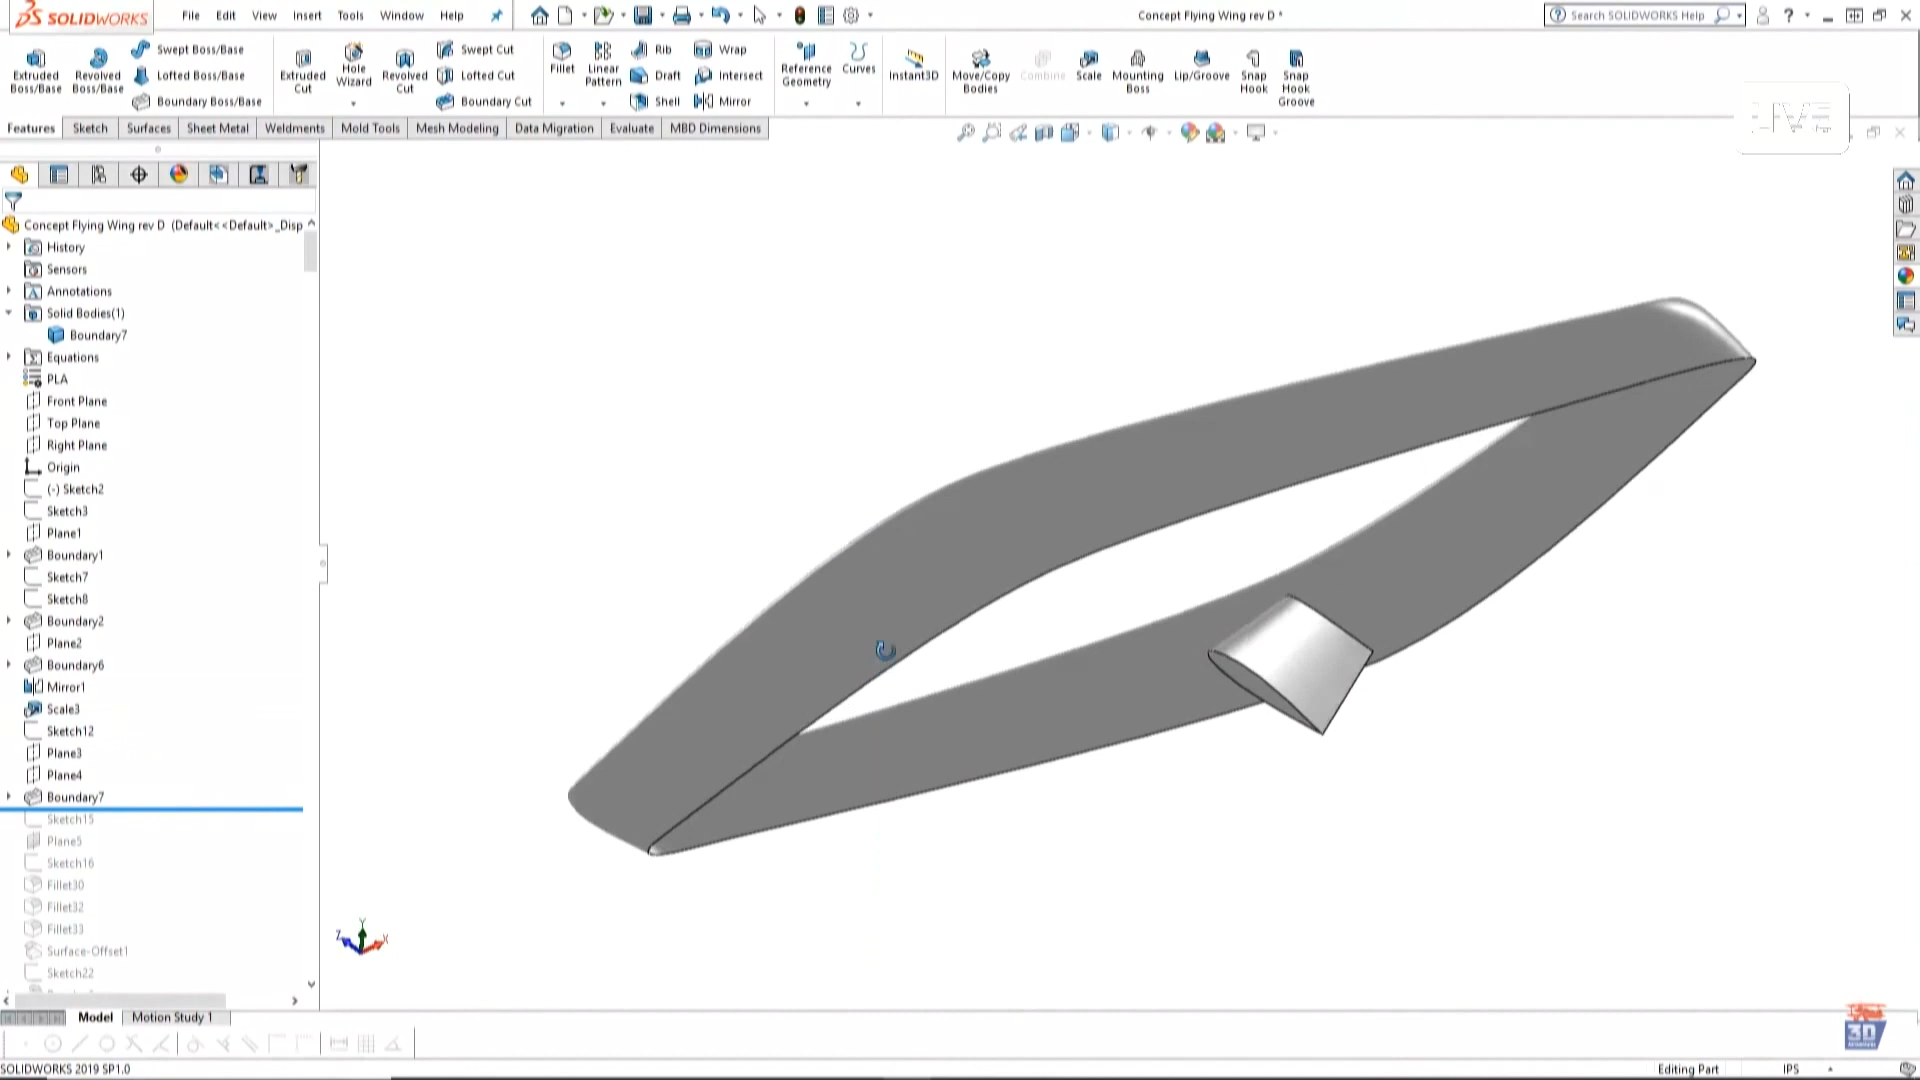 SOLIDWORKS File Edit View Insert Tools Window Help Concept Flying Wing rev D * Search SOLIDWORKS Help ?
Extruded Boss/Base
Revolved Boss/Base
Swept Boss/Base
Lofted Boss/Base
Boundary Boss/Base
Extruded Cut
Hole Wizard
Revolved Cut
Swept Cut
Lofted Cut
Boundary Cut
Fillet
Linear Pattern
Rib
Draft
Shell
Wrap
Intersect
Mirror
Reference Geometry
Curves
Instant3D
Move/Copy Bodies
Combine
Scale
Mounting Boss
Lip/Groove
Snap Hook
Snap Hook Groove
LIVE
Features Sketch Surfaces Sheet Metal Weldments Mold Tools Mesh Modeling Data Migration Evaluate MBD Dimensions
Concept Flying Wing rev D (Default<<Default>_Disp
History
Sensors
Annotations
Solid Bodies(1)
Boundary7
Equations
PLA
Front Plane
Top Plane
Right Plane
Origin
(-) Sketch2
Sketch3
Plane1
Boundary1
Sketch7
Sketch8
Boundary2
Plane2
Boundary6
Mirror1
Scale3
Sketch12
Plane3
Plane4
Boundary7
Sketch15
Plane5
Sketch16
Fillet30
Fillet32
Fillet33
Surface-Offset1
Sketch22
Y
Z
X
Model Motion Study 1
3D
SOLIDWORKS 2019 SP1.0 Editing Part IPS